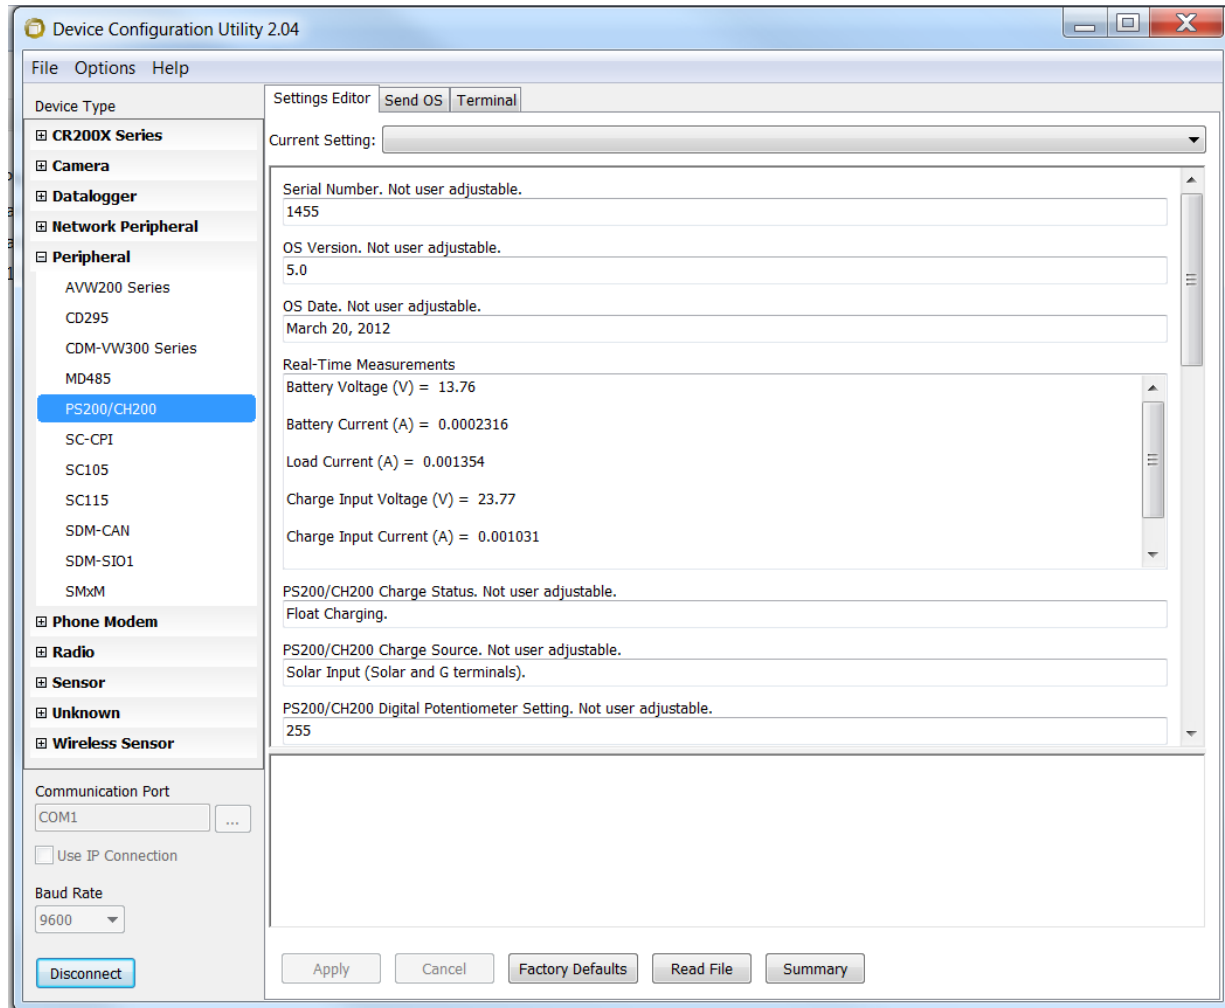 Device Configuration Utility 2.04
File Options Help
Device Type
CR200X Series
Camera
Datalogger
Network Peripheral
Peripheral
AVW200 Series
CD295
CDM-VW300 Series
MD485
PS200/CH200
SC-CPI
SC105
SC115
SDM-CAN
SDM-SIO1
SMxM
Phone Modem
Radio
Sensor
Unknown
Wireless Sensor
Communication Port
COM1
...
Use IP Connection
Baud Rate
9600
Disconnect
Settings Editor Send OS Terminal
Current Setting:
Serial Number. Not user adjustable.
1455
OS Version. Not user adjustable.
5.0
OS Date. Not user adjustable.
March 20, 2012
Real-Time Measurements
Battery Voltage (V) = 13.76
Battery Current (A) = 0.0002316
Load Current (A) = 0.001354
Charge Input Voltage (V) = 23.77
Charge Input Current (A) = 0.001031
PS200/CH200 Charge Status. Not user adjustable.
Float Charging.
PS200/CH200 Charge Source. Not user adjustable.
Solar Input (Solar and G terminals).
PS200/CH200 Digital Potentiometer Setting. Not user adjustable.
255
Apply Cancel Factory Defaults Read File Summary